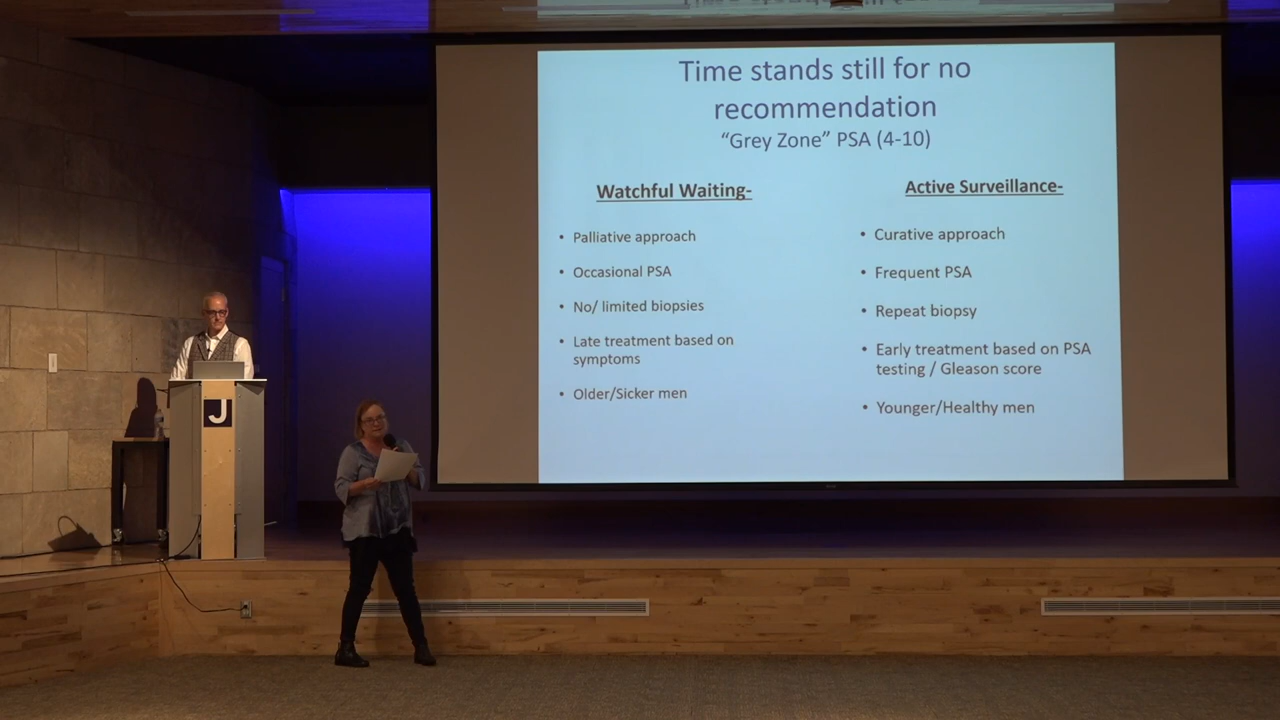 Time stands still for no
recommendation
“Grey Zone” PSA (4-10)
Watchful Waiting-
• Palliative approach
• Occasional PSA
• No/ limited biopsies
• Late treatment based on
symptoms
• Older/Sicker men
Active Surveillance-
• Curative approach
• Frequent PSA
• Repeat biopsy
• Early treatment based on PSA
testing / Gleason score
• Younger/Healthy men
J